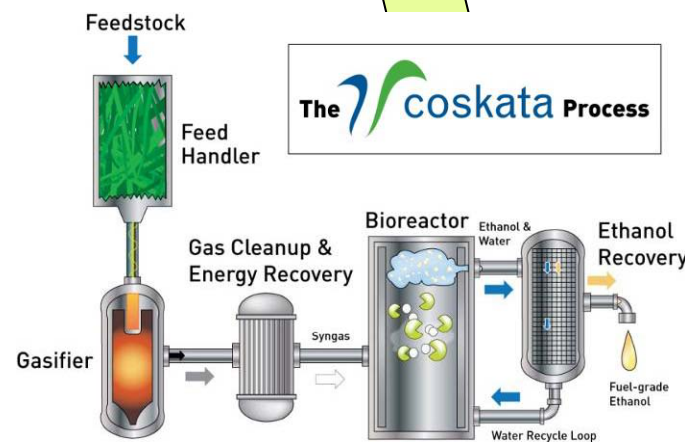 Feedstock
The coskata Process
Feed
Handler
Bioreactor
Ethanol &
Water
Ethanol
Recovery
Gas Cleanup &
Energy Recovery
Syngas
Gasifier
Fuel-grade
Ethanol
Water Recycle Loop